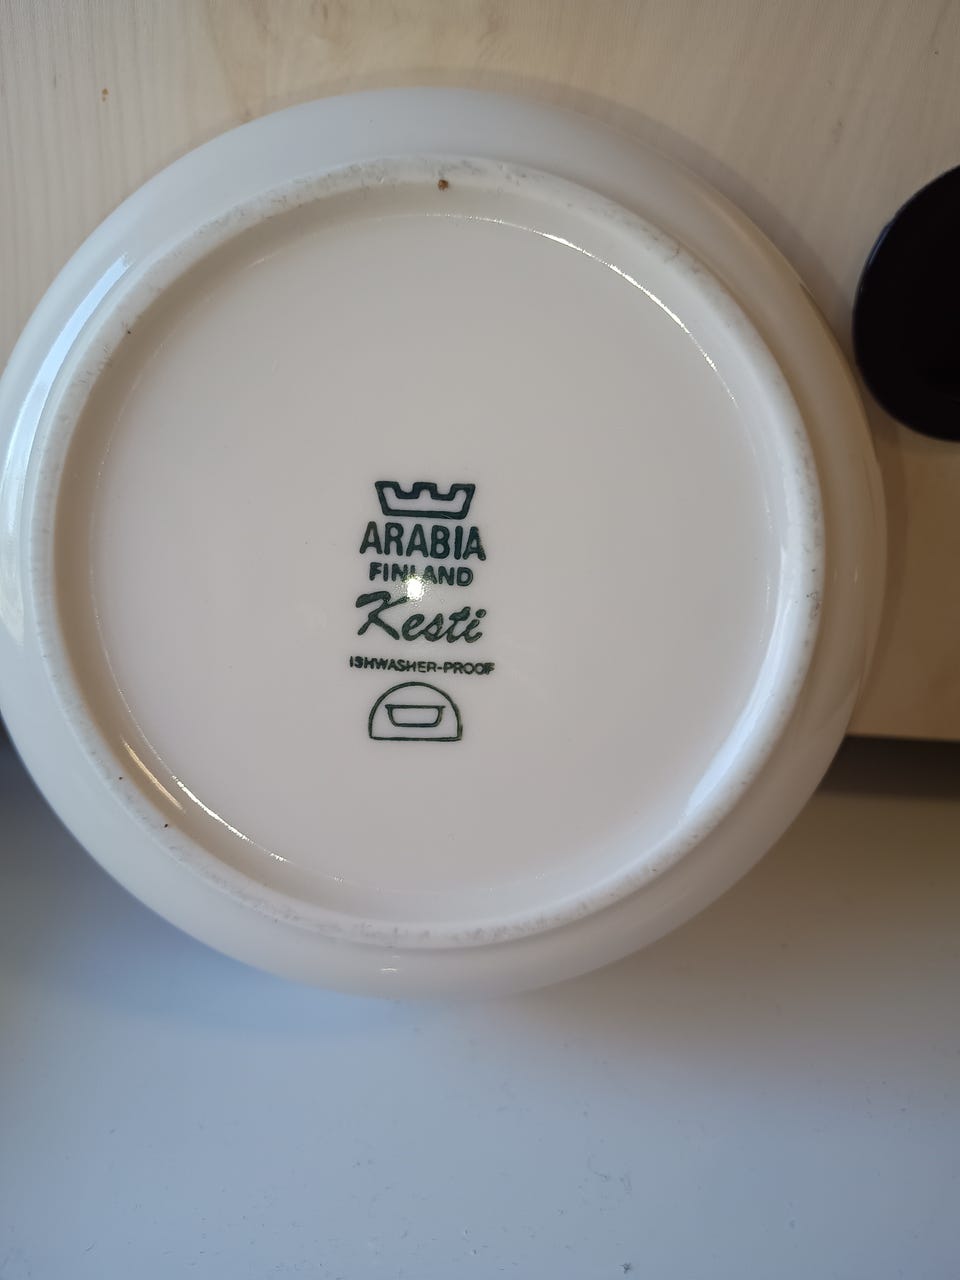 ARABIA
FINLAND
Kesti
ISHWASHER-PROOF